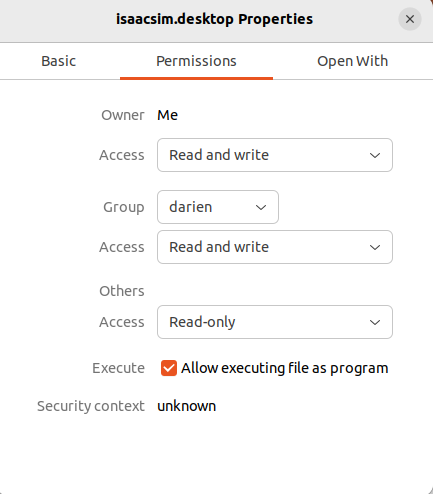 isaacsim.desktop Properties
Basic Permissions Open With
Owner Me
Access Read and write
Group darien
Access Read and write
Others
Access Read-only
Execute Allow executing file as program
Security context unknown